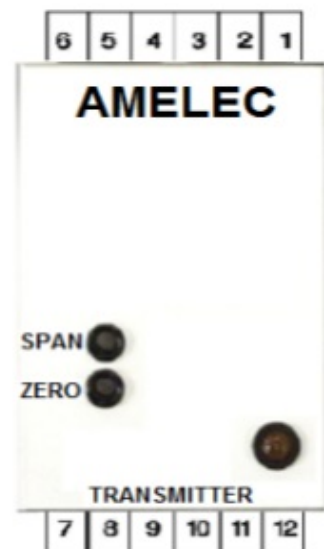 6 5 4 3 2 1
AMELEC
SPAN
ZERO
TRANSMITTER
7 8 9 10 11 12